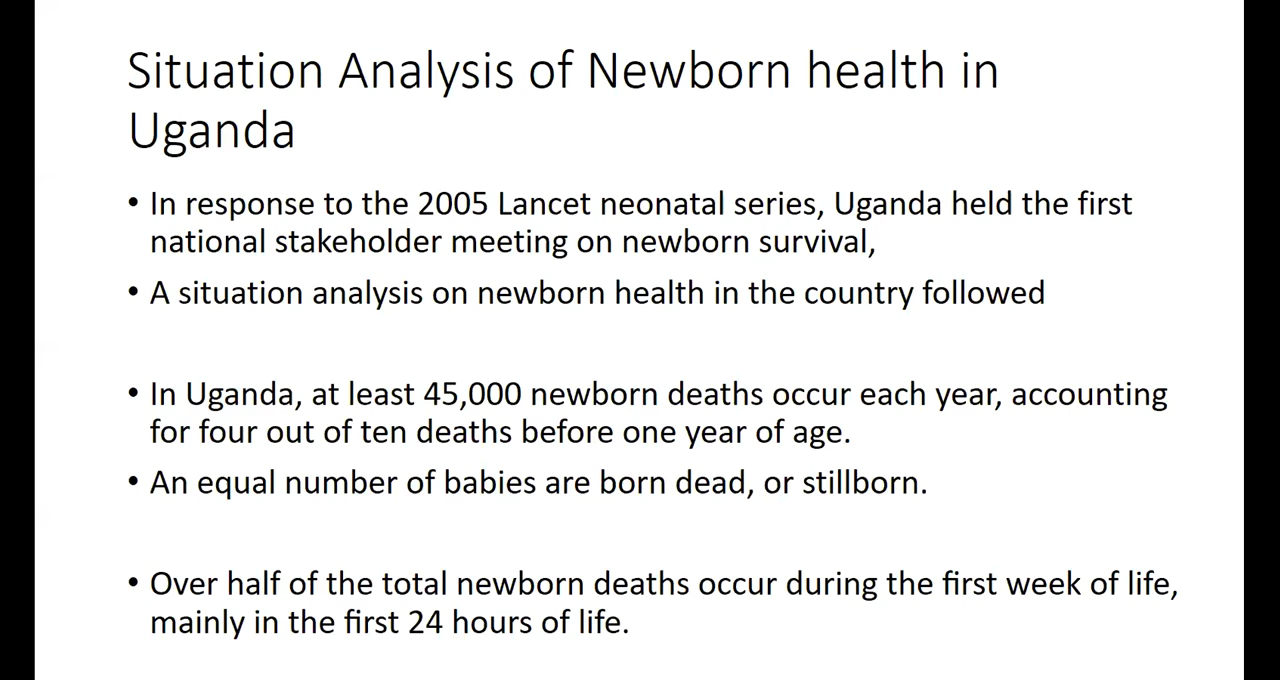 Situation Analysis of Newborn health in
Uganda
• In response to the 2005 Lancet neonatal series, Uganda held the first
national stakeholder meeting on newborn survival,
• A situation analysis on newborn health in the country followed
• In Uganda, at least 45,000 newborn deaths occur each year, accounting
for four out of ten deaths before one year of age.
• An equal number of babies are born dead, or stillborn.
• Over half of the total newborn deaths occur during the first week of life,
mainly in the first 24 hours of life.